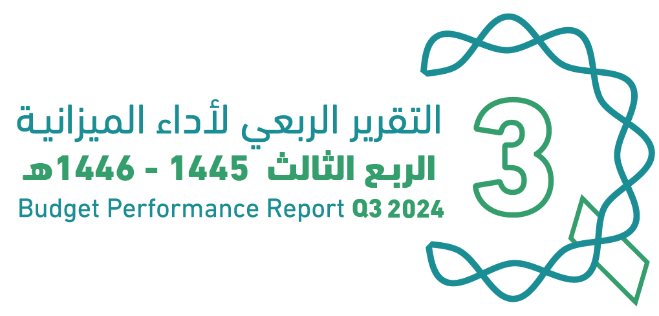 التقرير الربعي لأداء الميزانية
الربع الثالث 1445 - 1446هـ
Budget Performance Report Q3 2024
3